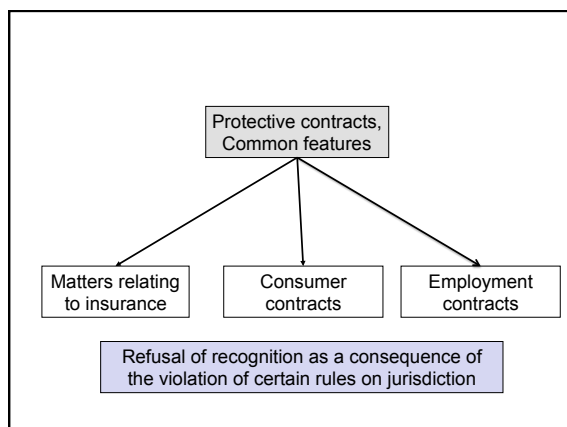 Protective contracts,
Common features
Matters relating
to insurance
Consumer
contracts
Employment
contracts
Refusal of recognition as a consequence of
the violation of certain rules on jurisdiction